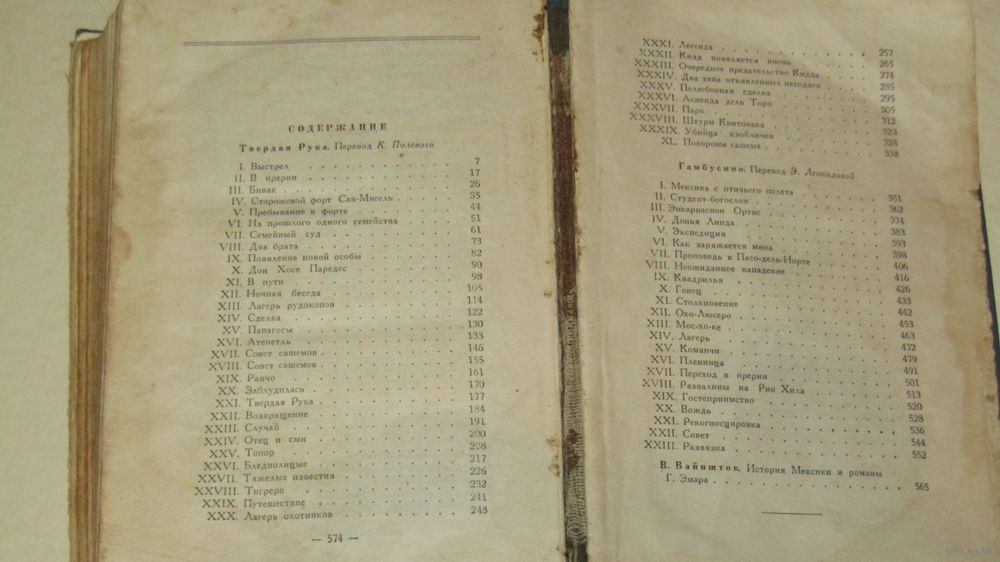 СОДЕРЖАНИЕ
Твердая Рука. Перевод К. Полевого
I. Выстрел 7
II. В прерии 17
III. Бивак 26
IV. Сторожевой форт Сан-Мигель 35
V. Пребывание в форте 44
VI. Из прошлого одного семейства 51
VII. Семейный суд 61
VIII. Два брата 73
IX. Появление новой особы 82
X. Дон Хосе Паредес 90
XI. В пути 98
XII. Ночная беседа 105
XIII. Лагерь рудокопов 114
XIV. Сделка 122
XV. Папагосы 130
XVI. Атепетль 133
XVII. Совет сашемов 146
XVIII. Совет сашемов 155
XIX. Ранчо 161
XX. Заблудилась 170
XXI. Твердая Рука 177
XXII. Возвращение 184
XXIII. Случай 191
XXIV. Отец и сын 200
XXV. Топор 208
XXVI. Бледнолицые 217
XXVII. Тяжелые известия 226
XXVIII. Тигреро 232
XXIX. Путешествие 241
XXX. Лагерь охотников 248
— 574 —
XXXI. Легенда 257
XXXII. Кидд появляется вновь 265
XXXIII. Очередное предательство Кидда 274
XXXIV. Два типа отъявленных негодяев 285
XXXV. Полюбовная сделка 295
XXXVI. Асиенда дель Торо 305
XXXVII. Парк 312
XXXVIII. Штурм Квитовака 320
XXXIX. Убийца изобличен 328
XL. Похороны сашема 338
Гамбусино. Перевод Э. Леонидовой
I. Мексика с птичьего полета 351
II. Студент-богослов 362
III. Энкарнасион Ортис 374
IV. Донья Линда 383
V. Экспедиция 393
VI. Как заряжается мина 398
VII. Проповедь в Пасо-дель-Норте 406
VIII. Неожиданное нападение 416
IX. Квадрилья 426
X. Гонец 433
XI. Столкновение 442
XII. Охо-Люсеро 453
XIII. Мос-хо-ке 463
XIV. Лагерь 472
XV. Команчи 479
XVI. Пленница 491
XVII. Переход в прерии 501
XVIII. Развалины на Рио Хила 513
XIX. Гостеприимство 520
XX. Вождь 528
XXI. Рекогносцировка 536
XXII. Совет 544
XXIII. Развязка 552
В. Вайншток. История Мексики и романы
Г. Эмара 565